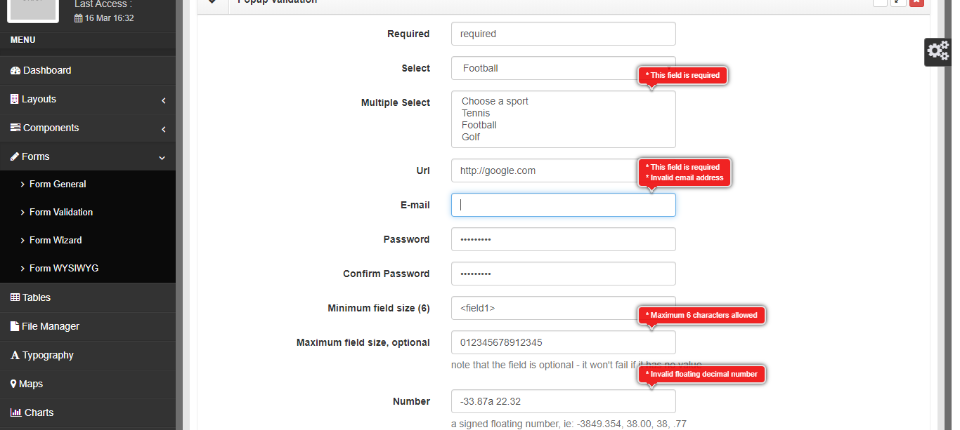 Last Access :
16 Mar 16:32
MENU
Dashboard
Layouts
Components
Forms
Form General
Form Validation
Form Wizard
Form WYSIWYG
Tables
File Manager
Typography
Maps
Charts
Popup Validation
Required
required
Select
Football
* This field is required
Multiple Select
Choose a sport
Tennis
Football
Golf
Url
http://google.com
* This field is required
* Invalid email address
E-mail
Password
Confirm Password
Minimum field size (6)
<field1>
* Maximum 6 characters allowed
Maximum field size, optional
012345678912345
note that the field is optional - it won't fail if it has no value
* Invalid floating decimal number
Number
-33.87a 22.32
a signed floating number, ie: -3849.354, 38.00, 38, .77